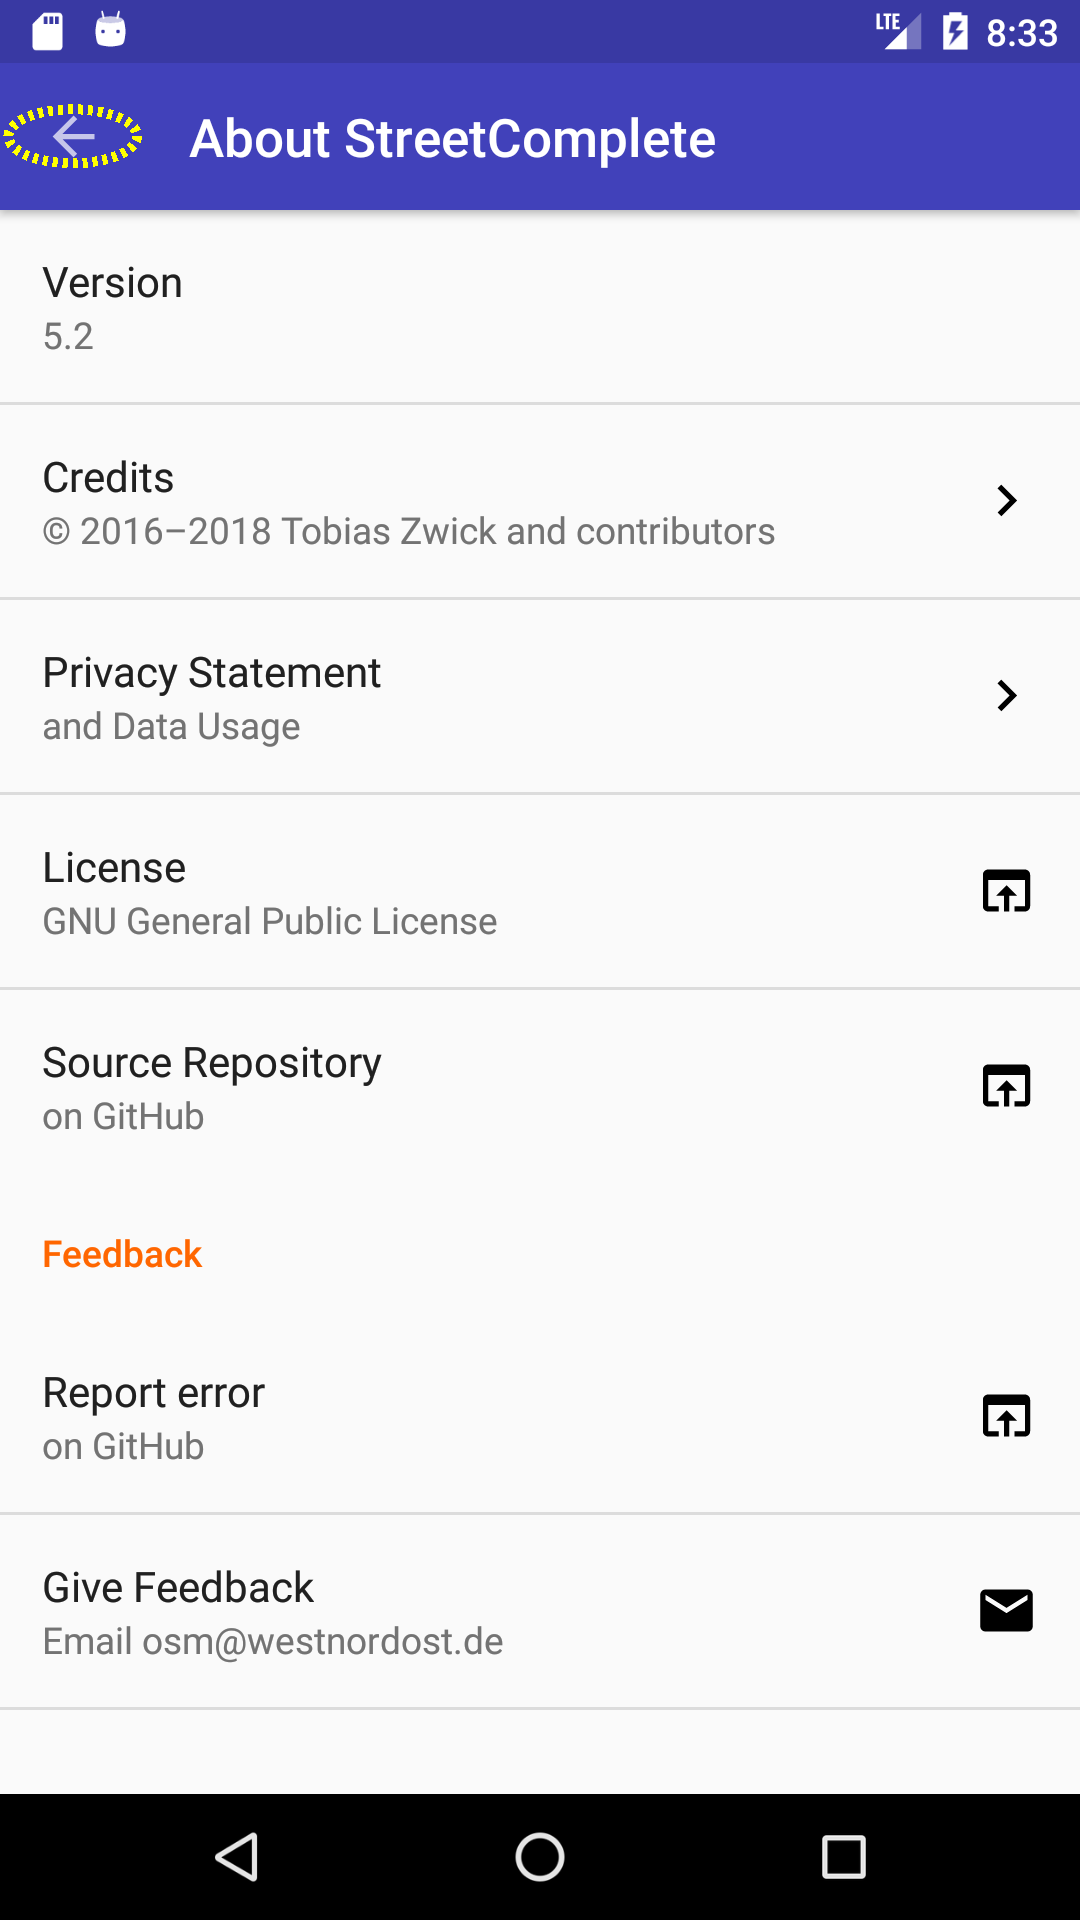 LTE 8:33
About StreetComplete
Version
5.2
Credits
© 2016–2018 Tobias Zwick and contributors
Privacy Statement
and Data Usage
License
GNU General Public License
Source Repository
on GitHub
Feedback
Report error
on GitHub
Give Feedback
Email osm@westnordost.de